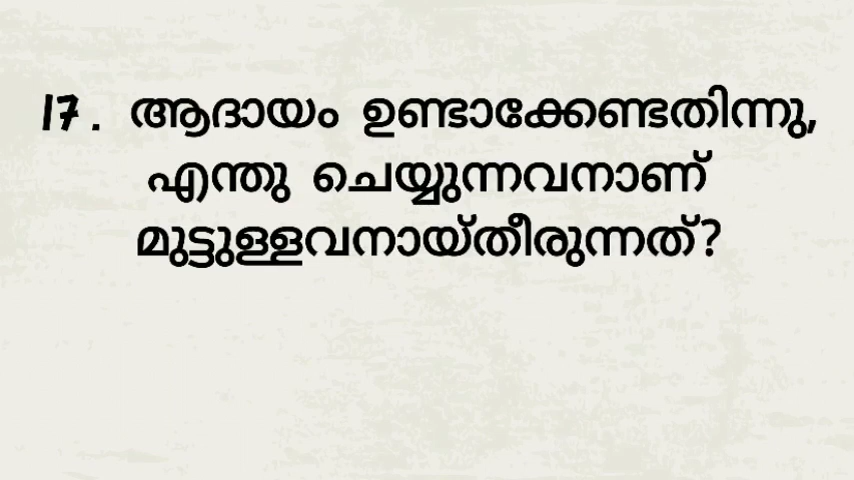 17. ആദായം ഉണ്ടാക്കേണ്ടതിന്നു,
എന്തു ചെയ്യുന്നവനാണ്
മുട്ടുള്ളവനായ്തീരുന്നത്?